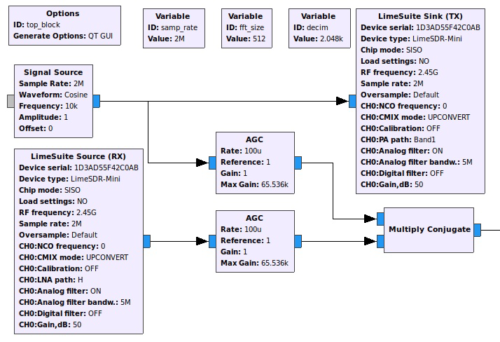 Options
ID: top_block
Generate Options: QT GUI
Variable
ID: samp_rate
Value: 2M
Variable
ID: fft_size
Value: 512
Variable
ID: decim
Value: 2.048k
Signal Source
Sample Rate: 2M
Waveform: Cosine
Frequency: 10k
Amplitude: 1
Offset: 0
LimeSuite Sink (TX)
Device serial: 1D3AD55F42C0AB
Device type: LimeSDR-Mini
Chip mode: SISO
Load settings: NO
RF frequency: 2.45G
Sample rate: 2M
Oversample: Default
CH0:NCO frequency: 0
CH0:CMIX mode: UPCONVERT
CH0:Calibration: OFF
CH0:PA path: Band1
CH0:Analog filter: ON
CH0:Analog filter bandw.: 5M
CH0:Digital filter: OFF
CH0:Gain,dB: 50
AGC
Rate: 100u
Reference: 1
Gain: 1
Max Gain: 65.536k
LimeSuite Source (RX)
Device serial: 1D3AD55F42C0AB
Device type: LimeSDR-Mini
Chip mode: SISO
Load settings: NO
RF frequency: 2.45G
Sample rate: 2M
Oversample: Default
CH0:NCO frequency: 0
CH0:CMIX mode: UPCONVERT
CH0:Calibration: OFF
CH0:LNA path: H
CH0:Analog filter: ON
CH0:Analog filter bandw.: 5M
CH0:Digital filter: OFF
CH0:Gain,dB: 50
AGC
Rate: 100u
Reference: 1
Gain: 1
Max Gain: 65.536k
Multiply Conjugate